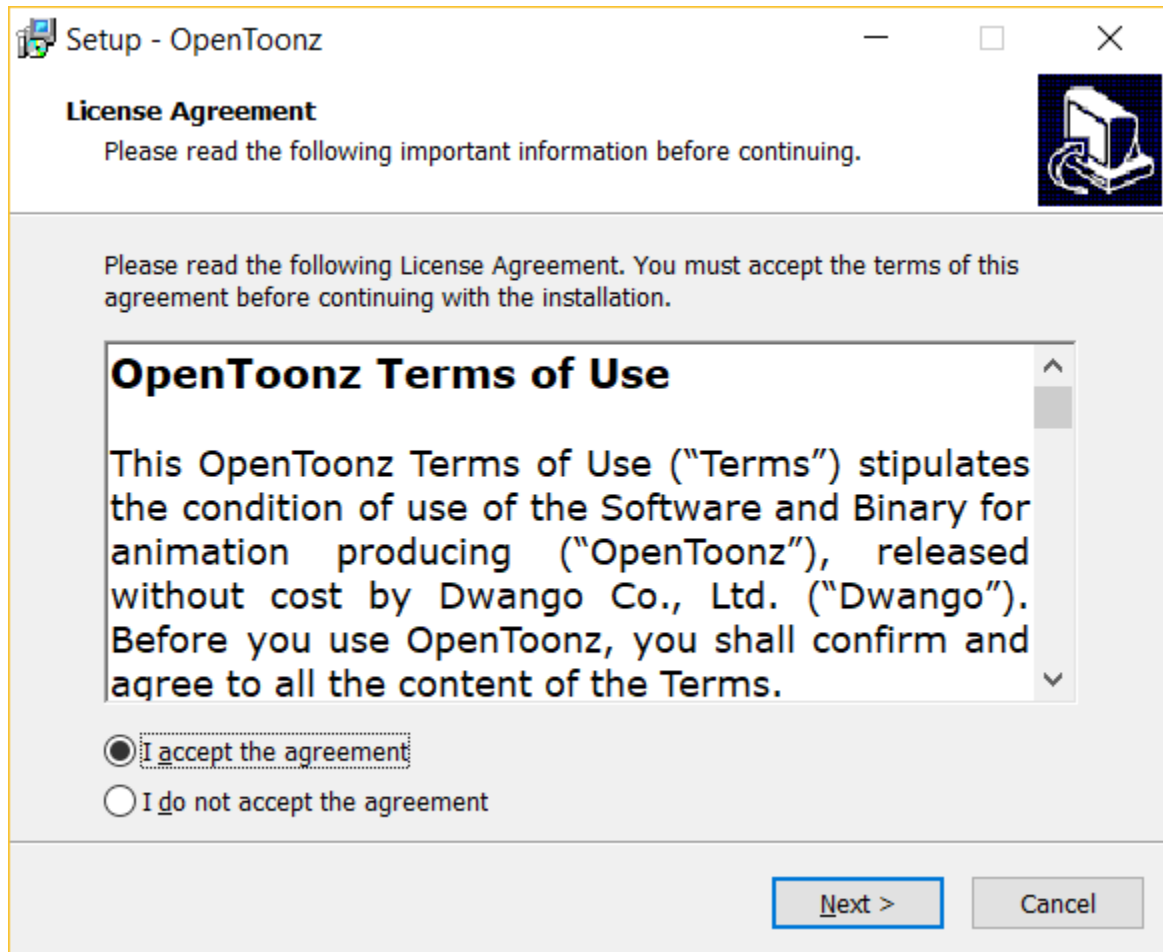 Setup - OpenToonz
License Agreement
Please read the following important information before continuing.
Please read the following License Agreement. You must accept the terms of this
agreement before continuing with the installation.
OpenToonz Terms of Use
This OpenToonz Terms of Use (“Terms”) stipulates
the condition of use of the Software and Binary for
animation producing (“OpenToonz”), released
without cost by Dwango Co., Ltd. (“Dwango”).
Before you use OpenToonz, you shall confirm and
agree to all the content of the Terms.
I accept the agreement
I do not accept the agreement
Next >
Cancel